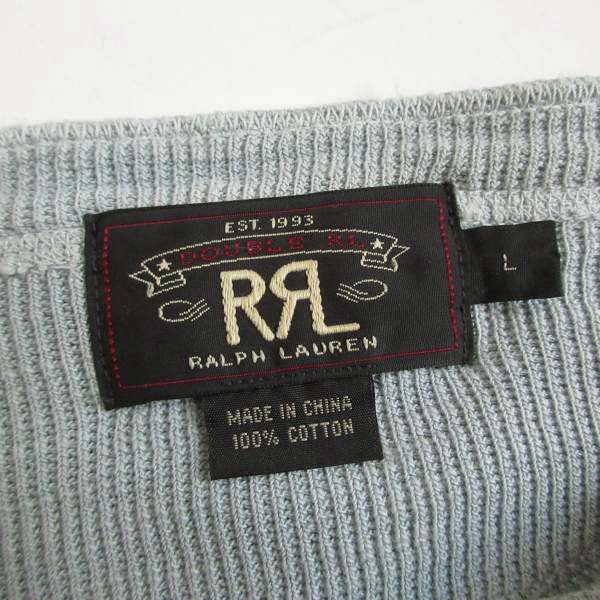 EST. 1993
DOUBLE RL
RRL
RALPH LAUREN
L
MADE IN CHINA
100% COTTON